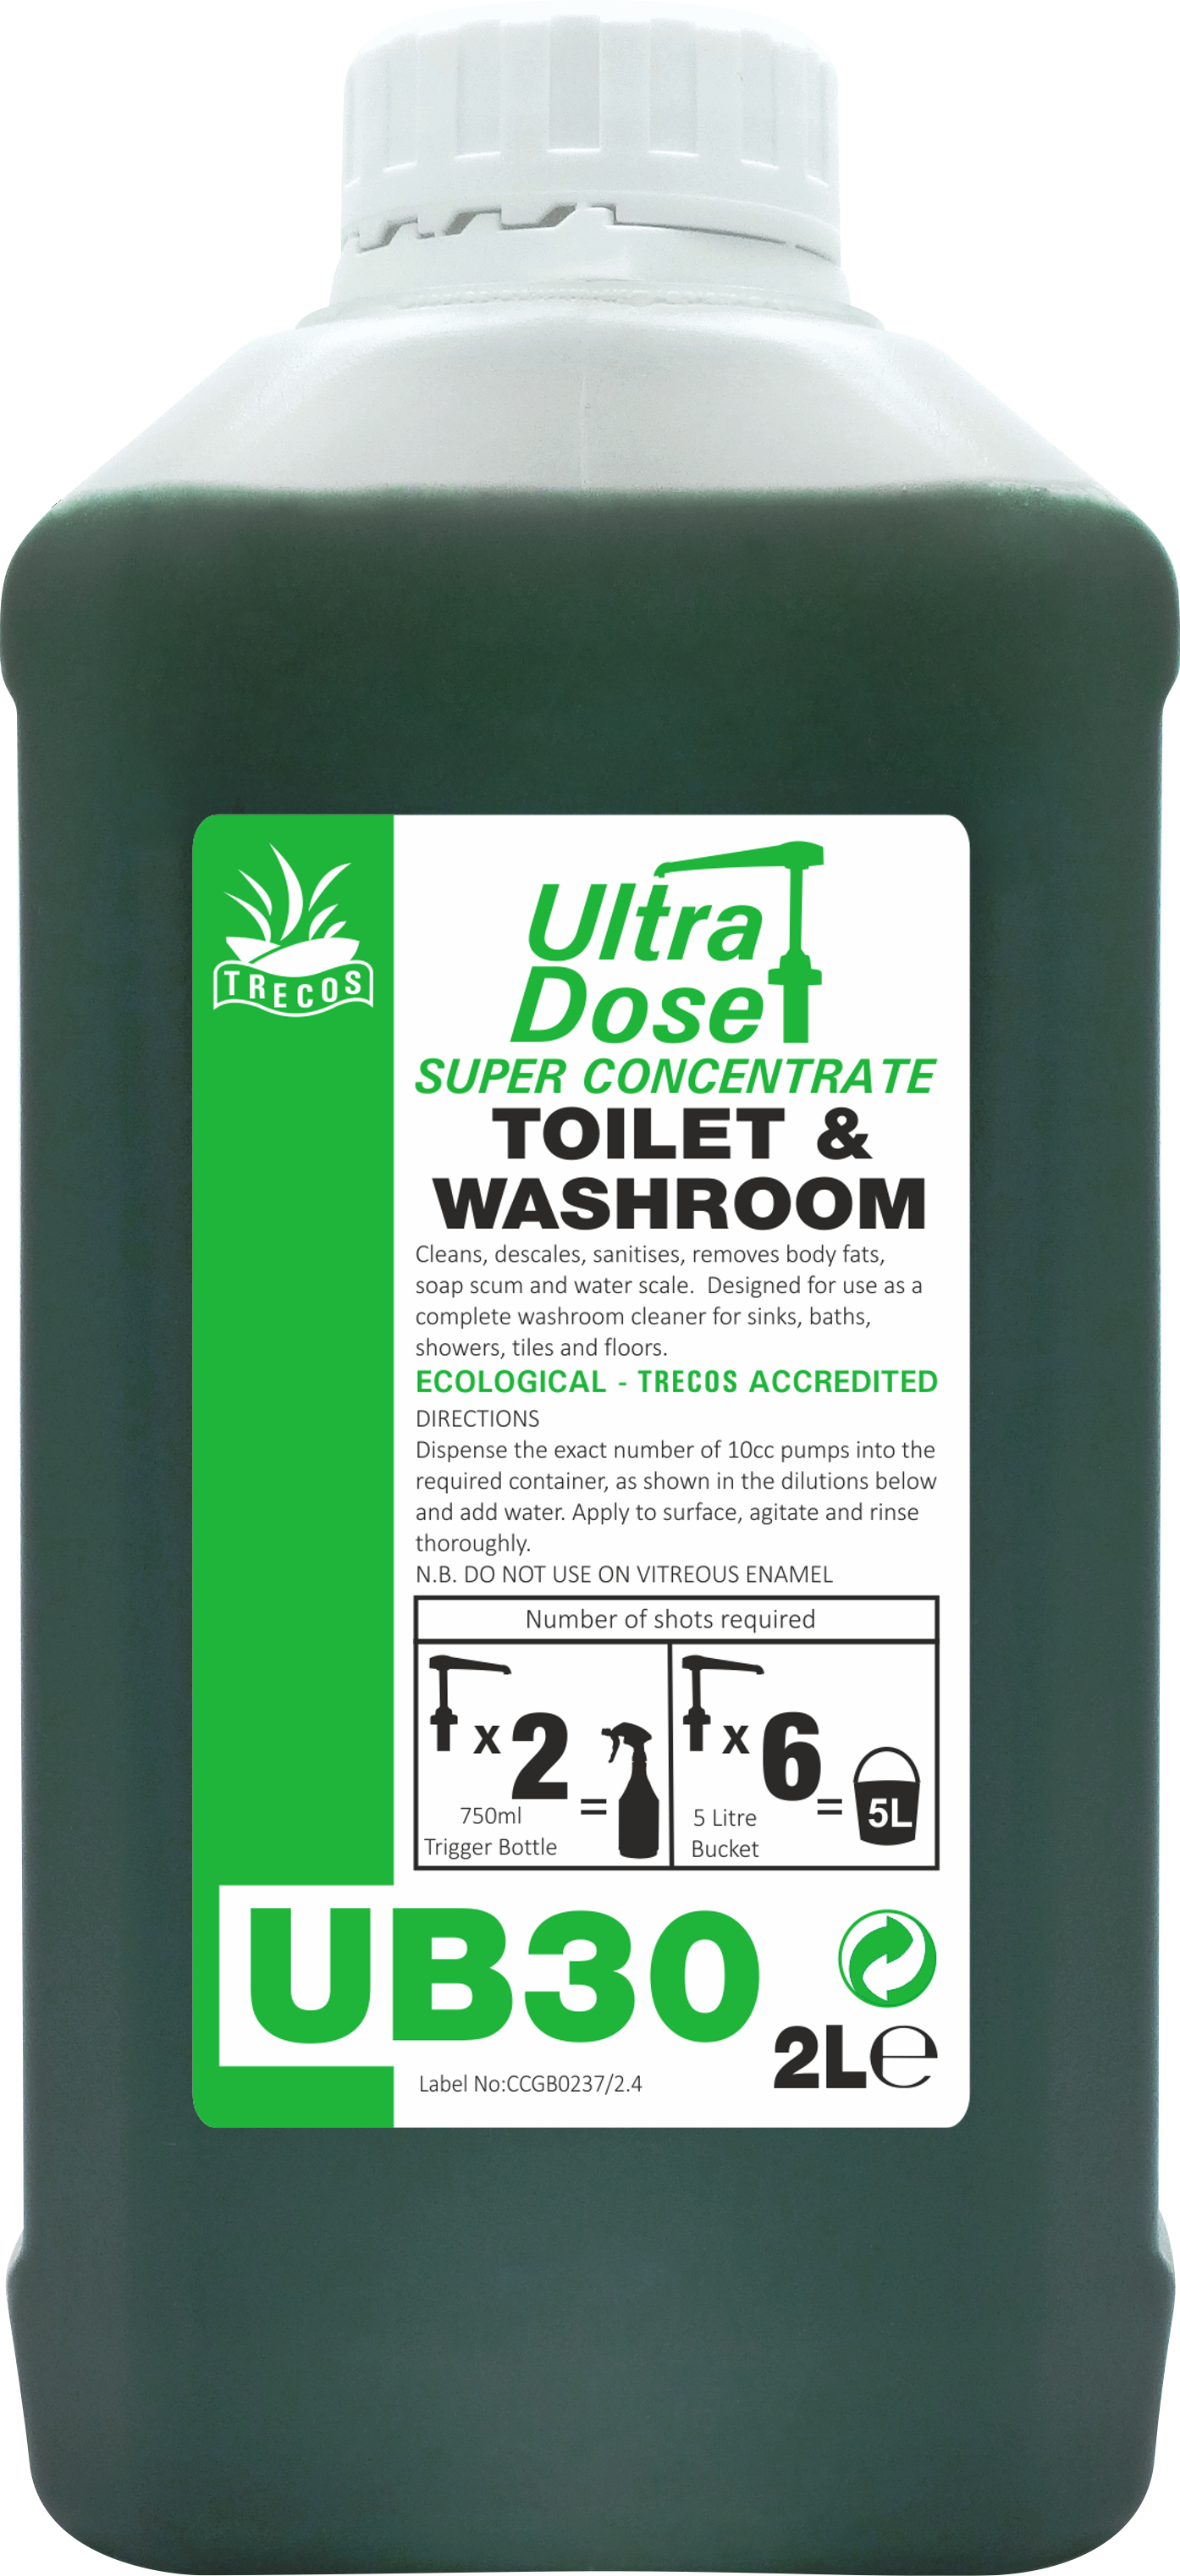 TRECOS
Ultra
Dose
SUPER CONCENTRATE
TOILET &
WASHROOM
Cleans, descales, sanitises, removes body fats,
soap scum and water scale.  Designed for use as a
complete washroom cleaner for sinks, baths,
showers, tiles and floors.
ECOLOGICAL - TRECOS ACCREDITED
DIRECTIONS
Dispense the exact number of 10cc pumps into the
required container, as shown in the dilutions below
and add water. Apply to surface, agitate and rinse
thoroughly.
N.B. DO NOT USE ON VITREOUS ENAMEL
Number of shots required
x 2 =
750ml
Trigger Bottle
x 6 =
5L
5 Litre
Bucket
UB30
2L℮
Label No:CCGB0237/2.4